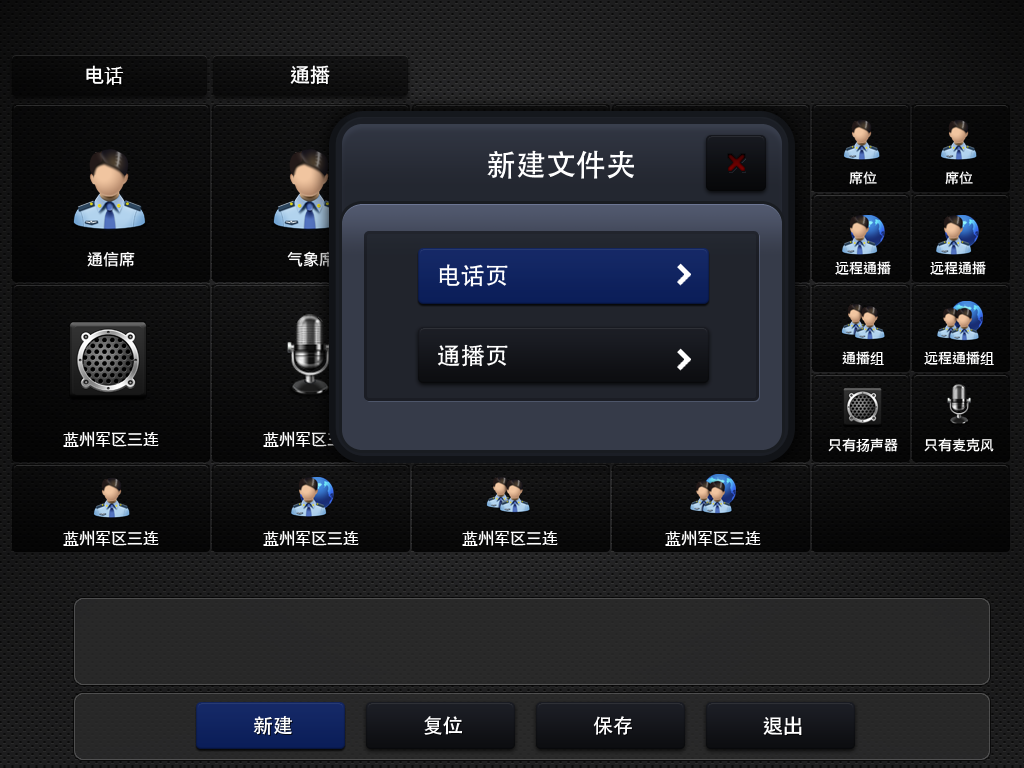 电话
通播
新建文件夹
席位
席位
通信席
气象席
电话页
远程通播
远程通播
通播页
通播组
远程通播组
蓝州军区三连
蓝州军区三
只有扬声器
只有麦克风
蓝州军区三连
蓝州军区三连
蓝州军区三连
蓝州军区三连
新建
复位
保存
退出